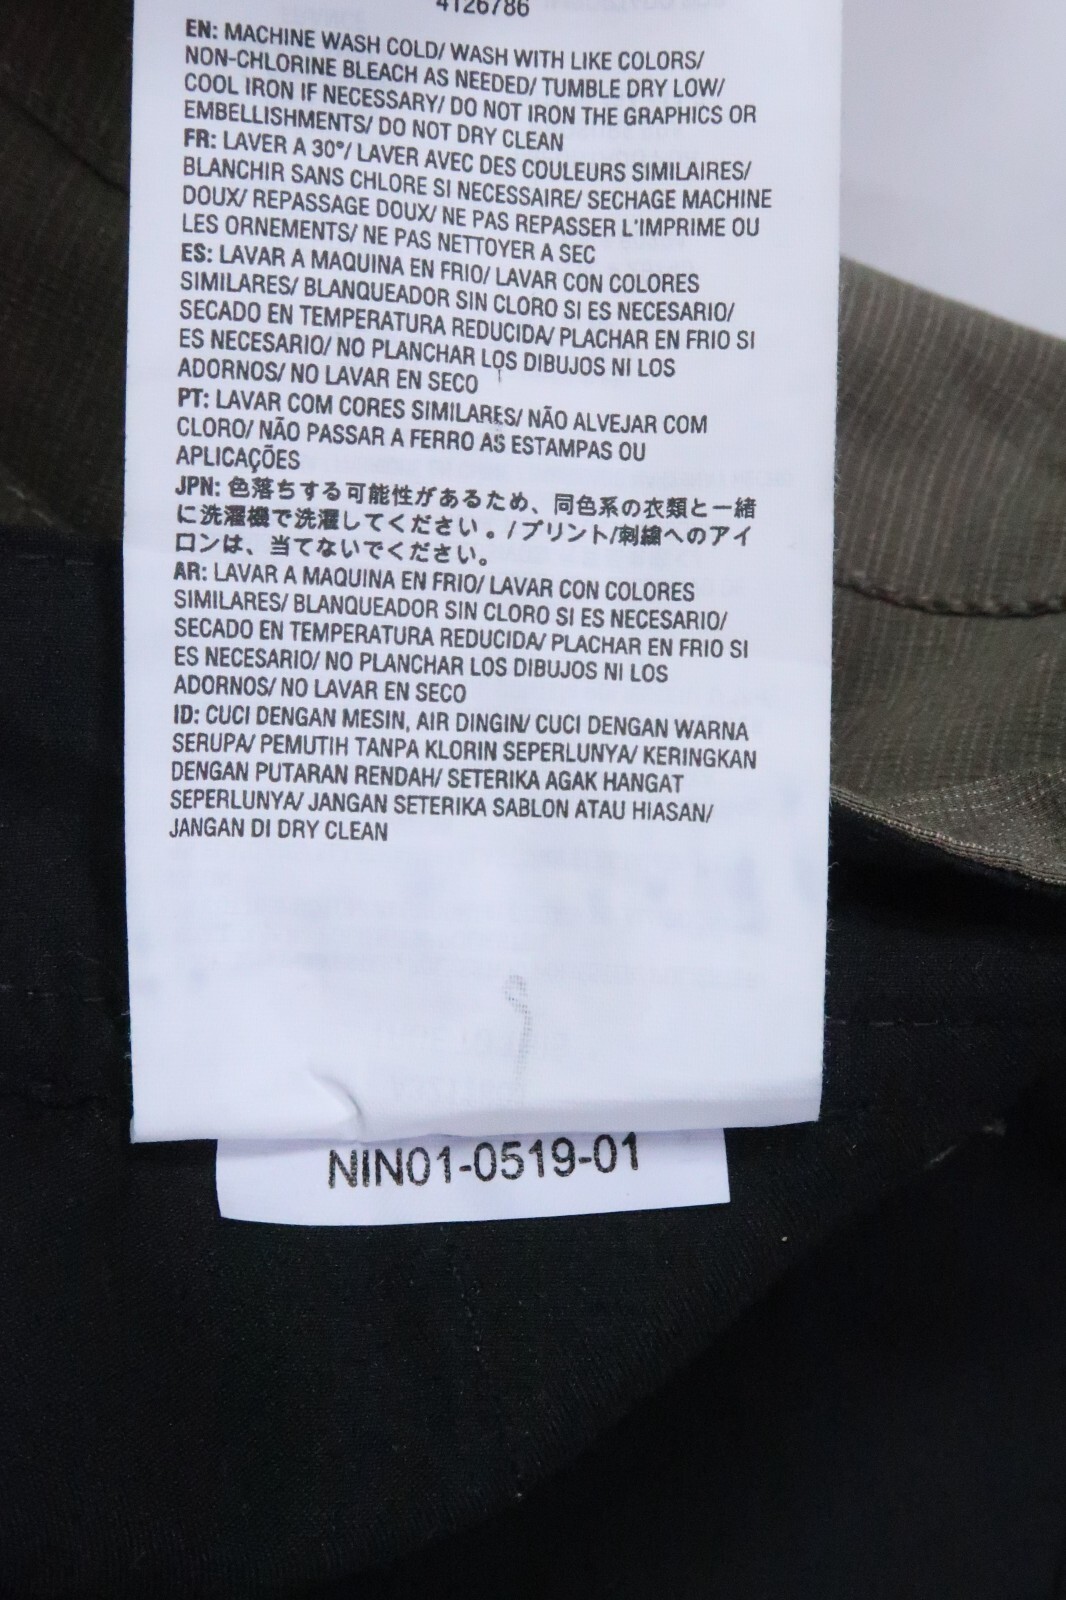 4126786
EN: MACHINE WASH COLD/ WASH WITH LIKE COLORS/
NON-CHLORINE BLEACH AS NEEDED/ TUMBLE DRY LOW/
COOL IRON IF NECESSARY/ DO NOT IRON THE GRAPHICS OR
EMBELLISHMENTS/ DO NOT DRY CLEAN
FR: LAVER A 30°/ LAVER AVEC DES COULEURS SIMILAIRES/
BLANCHIR SANS CHLORE SI NECESSAIRE/ SECHAGE MACHINE
DOUX/ REPASSAGE DOUX/ NE PAS REPASSER L'IMPRIME OU
LES ORNEMENTS/ NE PAS NETTOYER A SEC
ES: LAVAR A MAQUINA EN FRIO/ LAVAR CON COLORES
SIMILARES/ BLANQUEADOR SIN CLORO SI ES NECESARIO/
SECADO EN TEMPERATURA REDUCIDA/ PLACHAR EN FRIO SI
ES NECESARIO/ NO PLANCHAR LOS DIBUJOS NI LOS
ADORNOS/ NO LAVAR EN SECO
PT: LAVAR COM CORES SIMILARES/ NÃO ALVEJAR COM
CLORO/ NÃO PASSAR A FERRO AS ESTAMPAS OU
APLICAÇÕES
JPN: 色落ちする可能性があるため、同色系の衣類と一緒
に洗濯機で洗濯してください。/プリント/刺繍へのアイ
ロンは、当てないでください。
AR: LAVAR A MAQUINA EN FRIO/ LAVAR CON COLORES
SIMILARES/ BLANQUEADOR SIN CLORO SI ES NECESARIO/
SECADO EN TEMPERATURA REDUCIDA/ PLACHAR EN FRIO SI
ES NECESARIO/ NO PLANCHAR LOS DIBUJOS NI LOS
ADORNOS/ NO LAVAR EN SECO
ID: CUCI DENGAN MESIN, AIR DINGIN/ CUCI DENGAN WARNA
SERUPA/ PEMUTIH TANPA KLORIN SEPERLUNYA/ KERINGKAN
DENGAN PUTARAN RENDAH/ SETERIKA AGAK HANGAT
SEPERLUNYA/ JANGAN SETERIKA SABLON ATAU HIASAN/
JANGAN DI DRY CLEAN
NIN01-0519-01